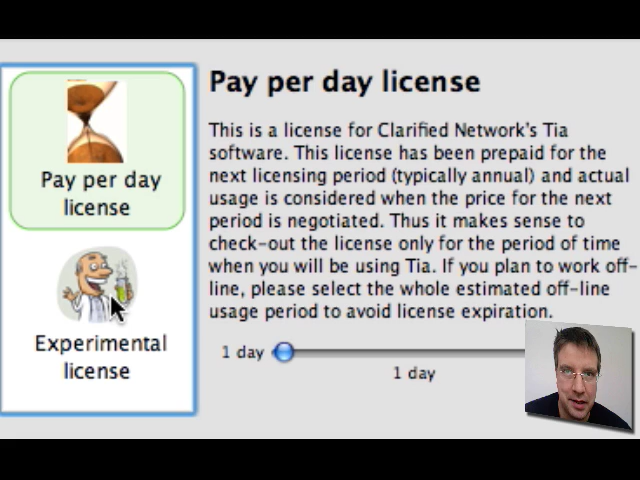 Pay per day
license
Experimental
license
Pay per day license
This is a license for Clarified Network's Tia
software. This license has been prepaid for the
next licensing period (typically annual) and actual
usage is considered when the price for the next
period is negotiated. Thus it makes sense to
check-out the license only for the period of time
when you will be using Tia. If you plan to work off-
line, please select the whole estimated off-line
usage period to avoid license expiration.
1 day
1 day